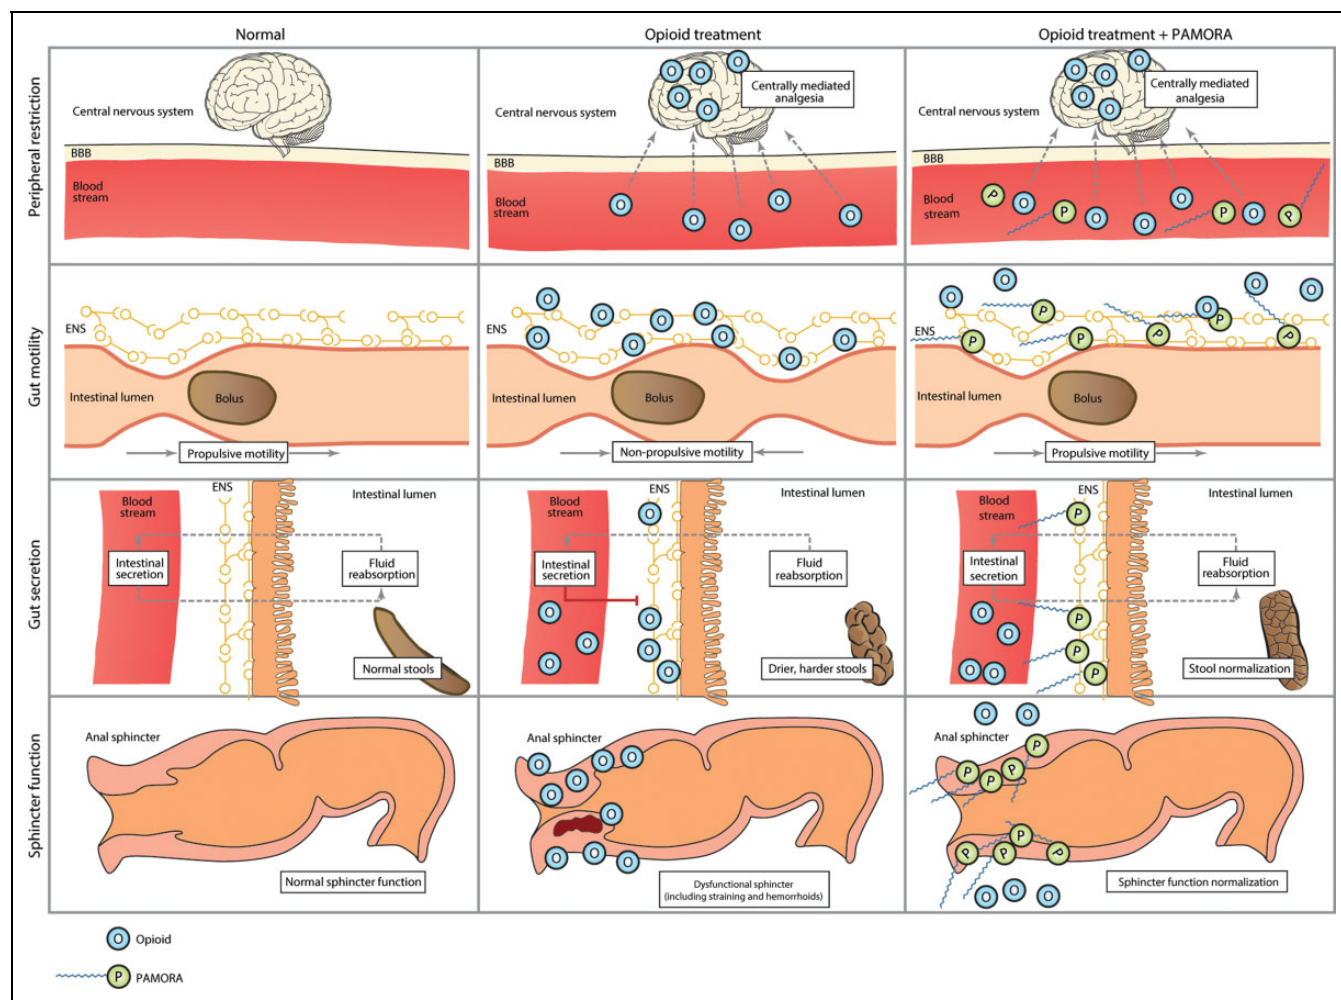 Normal
Opioid treatment
Opioid treatment + PAMORA
Peripheral restriction
Central nervous system
BBB
Blood
stream
Central nervous system
Centrally mediated
analgesia
O
O
O
O
O
BBB
Blood
stream
O
O
O
O
O
Central nervous system
Centrally mediated
analgesia
O
O
O
O
O
BBB
Blood
stream
P
O
P
O
O
O
P
O
P
Gut motility
ENS
Intestinal lumen
Bolus
Propulsive motility
ENS
O
O
O
O
O
O
O
O
O
Intestinal lumen
Bolus
Non-propulsive motility
ENS
O
O
O
O
O
P
P
P
P
P
P
Intestinal lumen
Bolus
Propulsive motility
Gut secretion
Blood
stream
ENS
Intestinal lumen
Intestinal
secretion
Fluid
reabsorption
Normal stools
Blood
stream
ENS
Intestinal lumen
O
Intestinal
secretion
Fluid
reabsorption
O
O
O
O
O
O
Drier, harder stools
Blood
stream
ENS
Intestinal lumen
P
Intestinal
secretion
Fluid
reabsorption
O
O
O
O
P
P
P
Stool normalization
Sphincter function
Anal sphincter
Normal sphincter function
Anal sphincter
O
O
O
O
O
O
O
O
O
Dysfunctional sphincter
(including straining and hemorrhoids)
O
O
Anal sphincter
P
P
P
P
P
P
P
P
O
O
O
Sphincter function normalization
O
Opioid
P
PAMORA